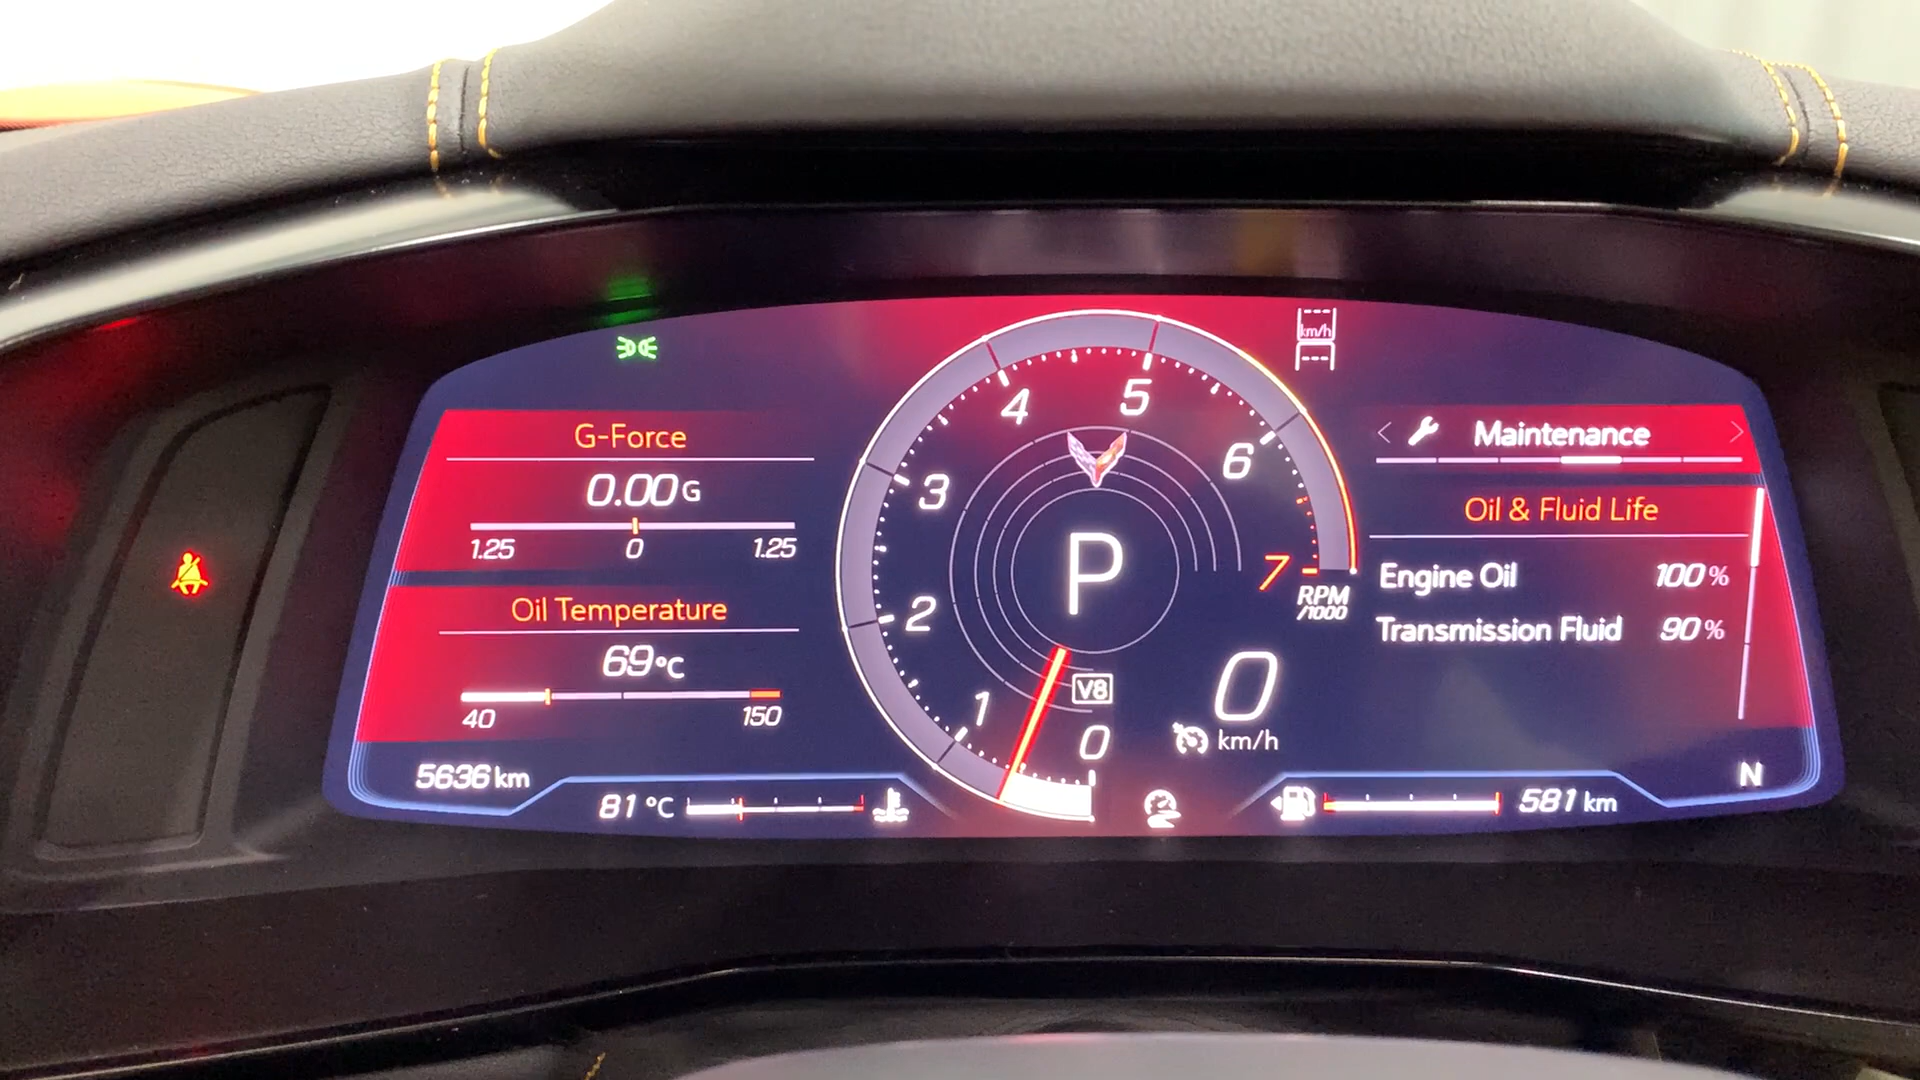 km/h
G-Force
0.00 G
1.25 0 1.25
Oil Temperature
69 °C
40 150
5636 km
81 °C
0 1 2 3 4 5 6 7
RPM
/1000
P
V8
0
km/h
Maintenance
Oil & Fluid Life
Engine Oil 100 %
Transmission Fluid 90 %
N
581 km